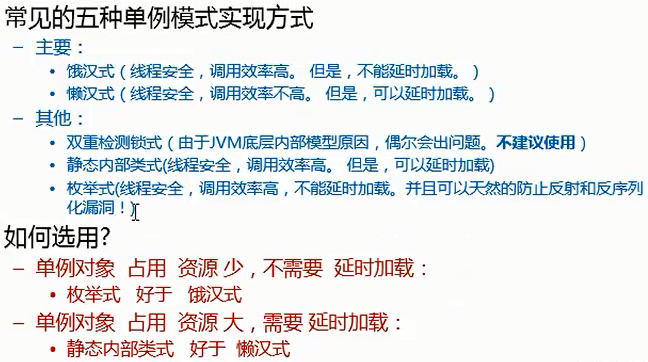 常见的五种单例模式实现方式
– 主要：
• 饿汉式（线程安全，调用效率高。 但是，不能延时加载。）
• 懒汉式（线程安全，调用效率不高。 但是，可以延时加载。）
– 其他：
• 双重检测锁式（由于JVM底层内部模型原因，偶尔会出问题。不建议使用）
• 静态内部类式(线程安全，调用效率高。 但是，可以延时加载)
• 枚举式(线程安全，调用效率高，不能延时加载。并且可以天然的防止反射和反序列
化漏洞！)
如何选用?
– 单例对象 占用 资源 少，不需要 延时加载：
• 枚举式 好于 饿汉式
– 单例对象 占用 资源 大，需要 延时加载：
• 静态内部类式 好于 懒汉式